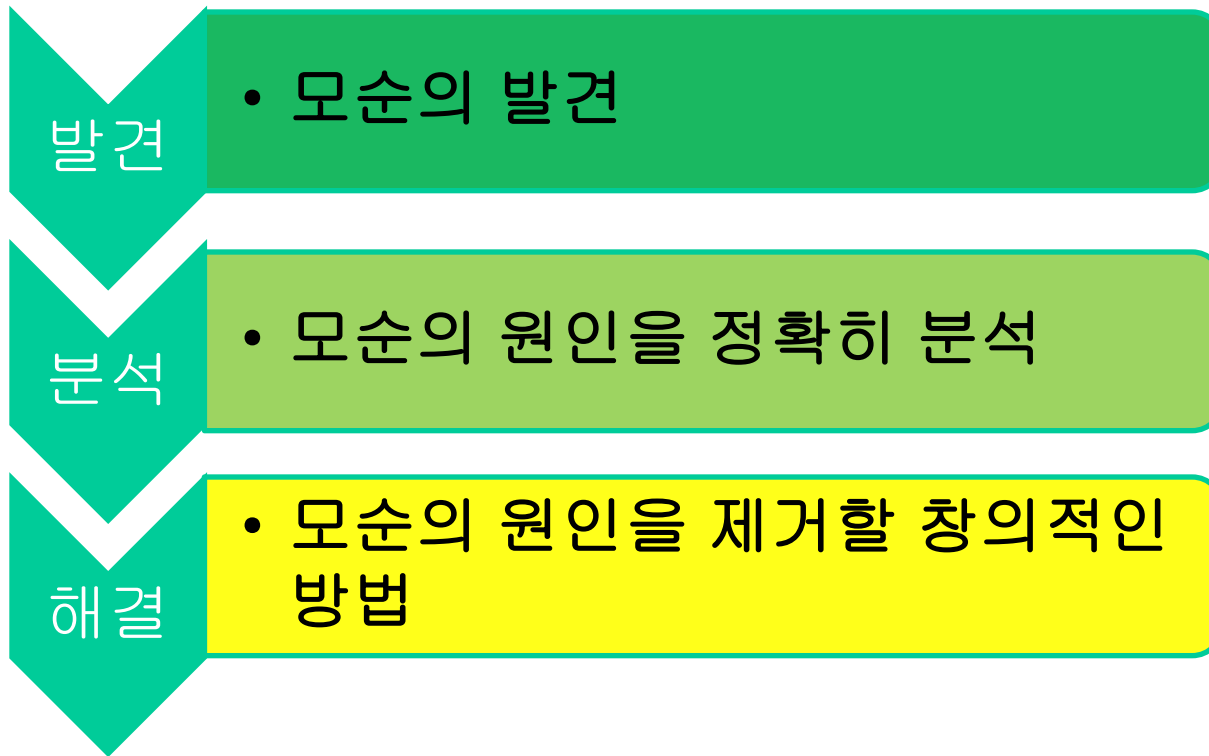 발견
• 모순의 발견
분석
• 모순의 원인을 정확히 분석
해결
• 모순의 원인을 제거할 창의적인
방법